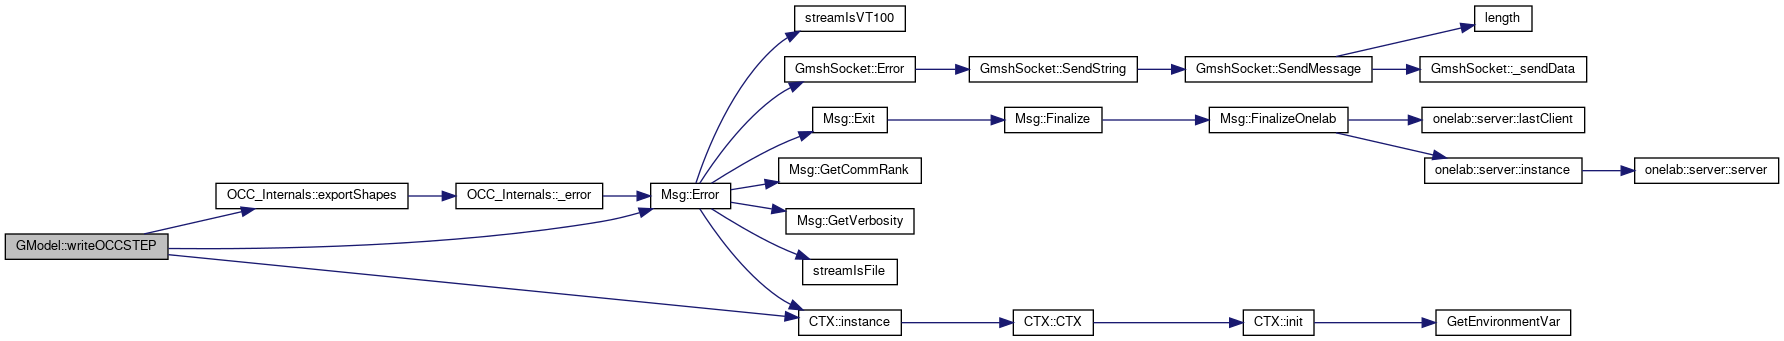 streamIsVT100
length
GmshSocket::Error
GmshSocket::SendString
GmshSocket::SendMessage
GmshSocket::_sendData
Msg::Exit
Msg::Finalize
Msg::FinalizeOnelab
onelab::server::lastClient
Msg::GetCommRank
onelab::server::instance
onelab::server::server
OCC_Internals::exportShapes
OCC_Internals::_error
Msg::Error
Msg::GetVerbosity
GModel::writeOCCSTEP
streamIsFile
CTX::instance
CTX::CTX
CTX::init
GetEnvironmentVar